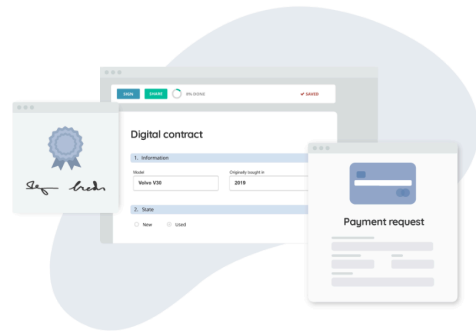 SIGN SHARE 0% DONE ✔ SAVED
Digital contract
1. Information
Model Originally bought in
Volvo V30 2019
2. State
New Used
Payment request